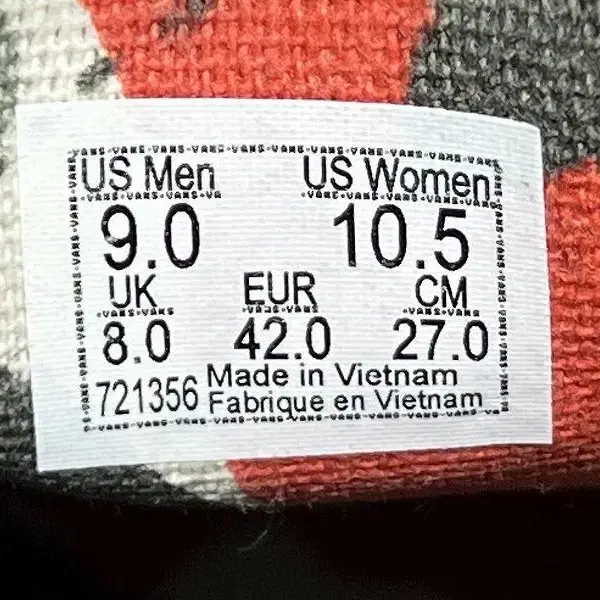 US Men US Women
9.0 10.5
UK EUR CM
8.0 42.0 27.0
721356 Made in Vietnam
Fabrique en Vietnam